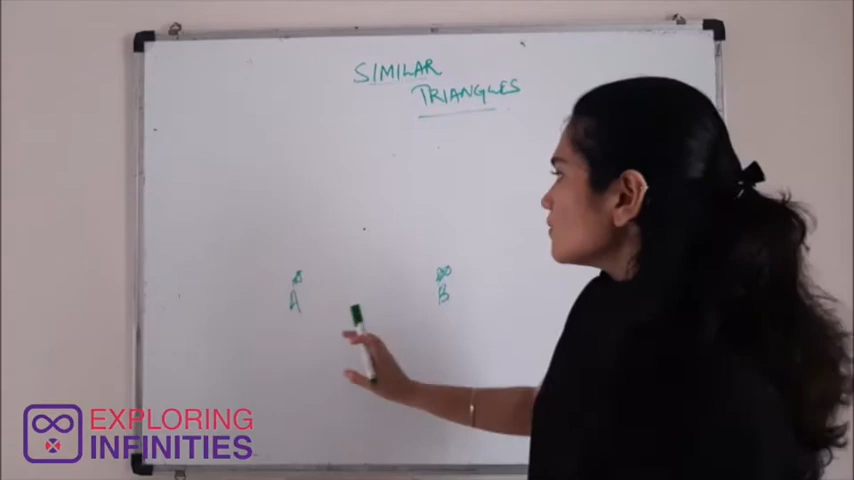 SIMILAR
TRIANGLES
A B
EXPLORING
INFINITIES